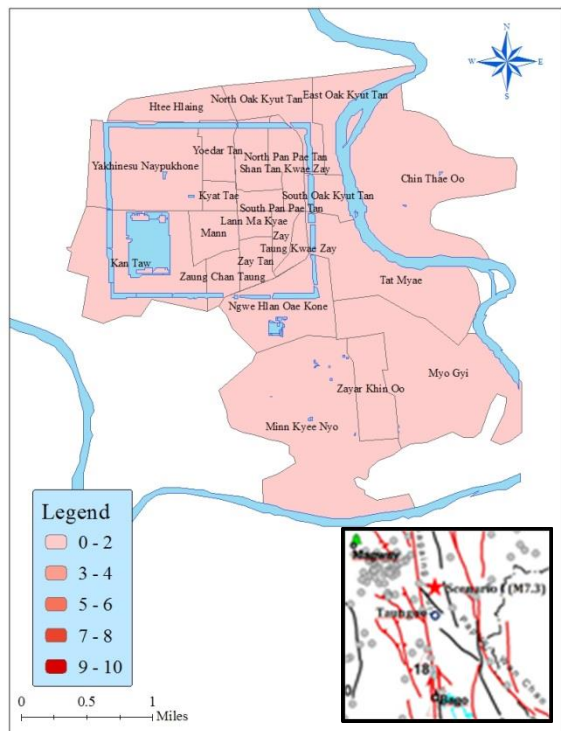 N
W E
S
North Oak Kyut Tan
East Oak Kyut Tan
Htee Hlaing
Yoedar Tan
North Pan Pae Tan
Shan Tan Kwae Zay
Yakhinesu Naypukhone
Chin Thae Oo
Kyat Tae
South Oak Kyut Tan
South Pan Pae Tan
Lann Ma Kyae
Mann
Zay
Taung Kwae Zay
Kan Taw
Zay Tan
Zaung Chan Taung
Tat Myae
Ngwe Hlan Oae Kone
Myo Gyi
Zayar Khin Oo
Minn Kyee Nyo
Legend
0 - 2
3 - 4
5 - 6
7 - 8
9 - 10
0 0.5 1
Miles
Magway
Scenario I (M7.3)
Taungoo
18
Bago